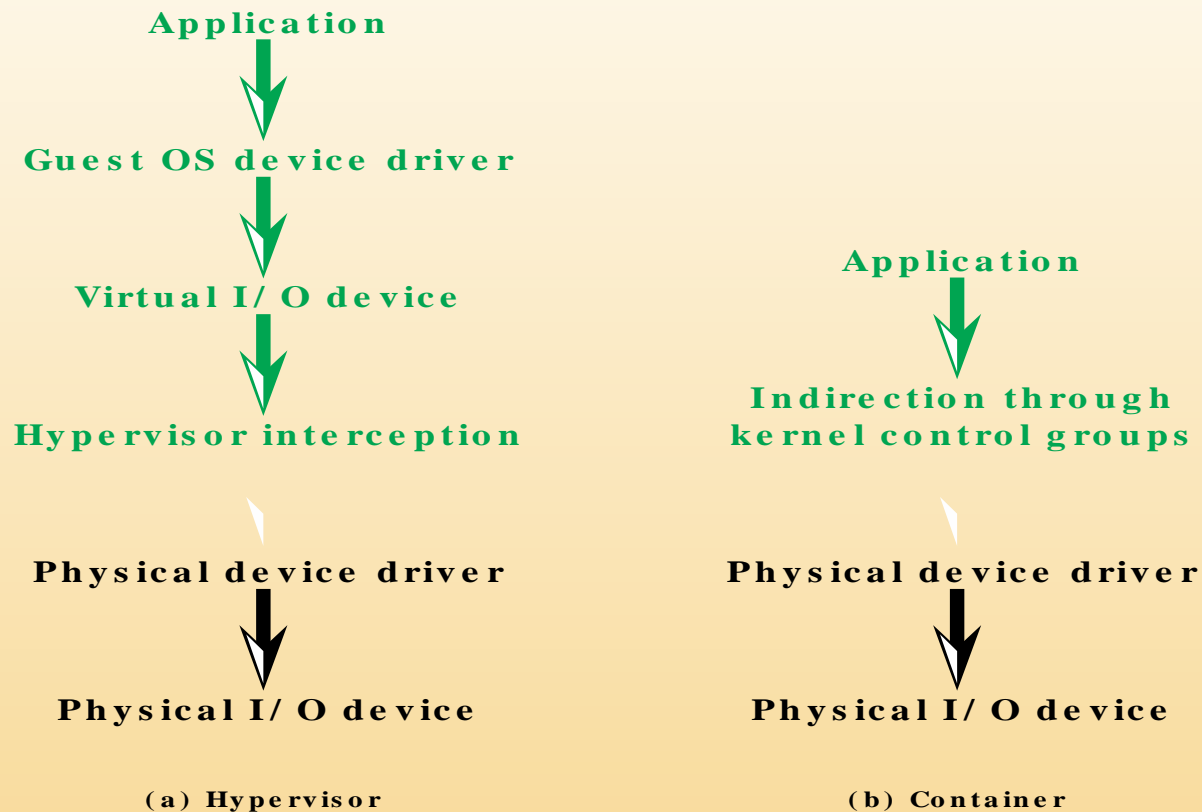 Application
Guest OS device driver
Virtual I/O device
Hypervisor interception
Physical device driver
Physical I/O device
(a) Hypervisor
Application
Indirection through
kernel control groups
Physical device driver
Physical I/O device
(b) Container